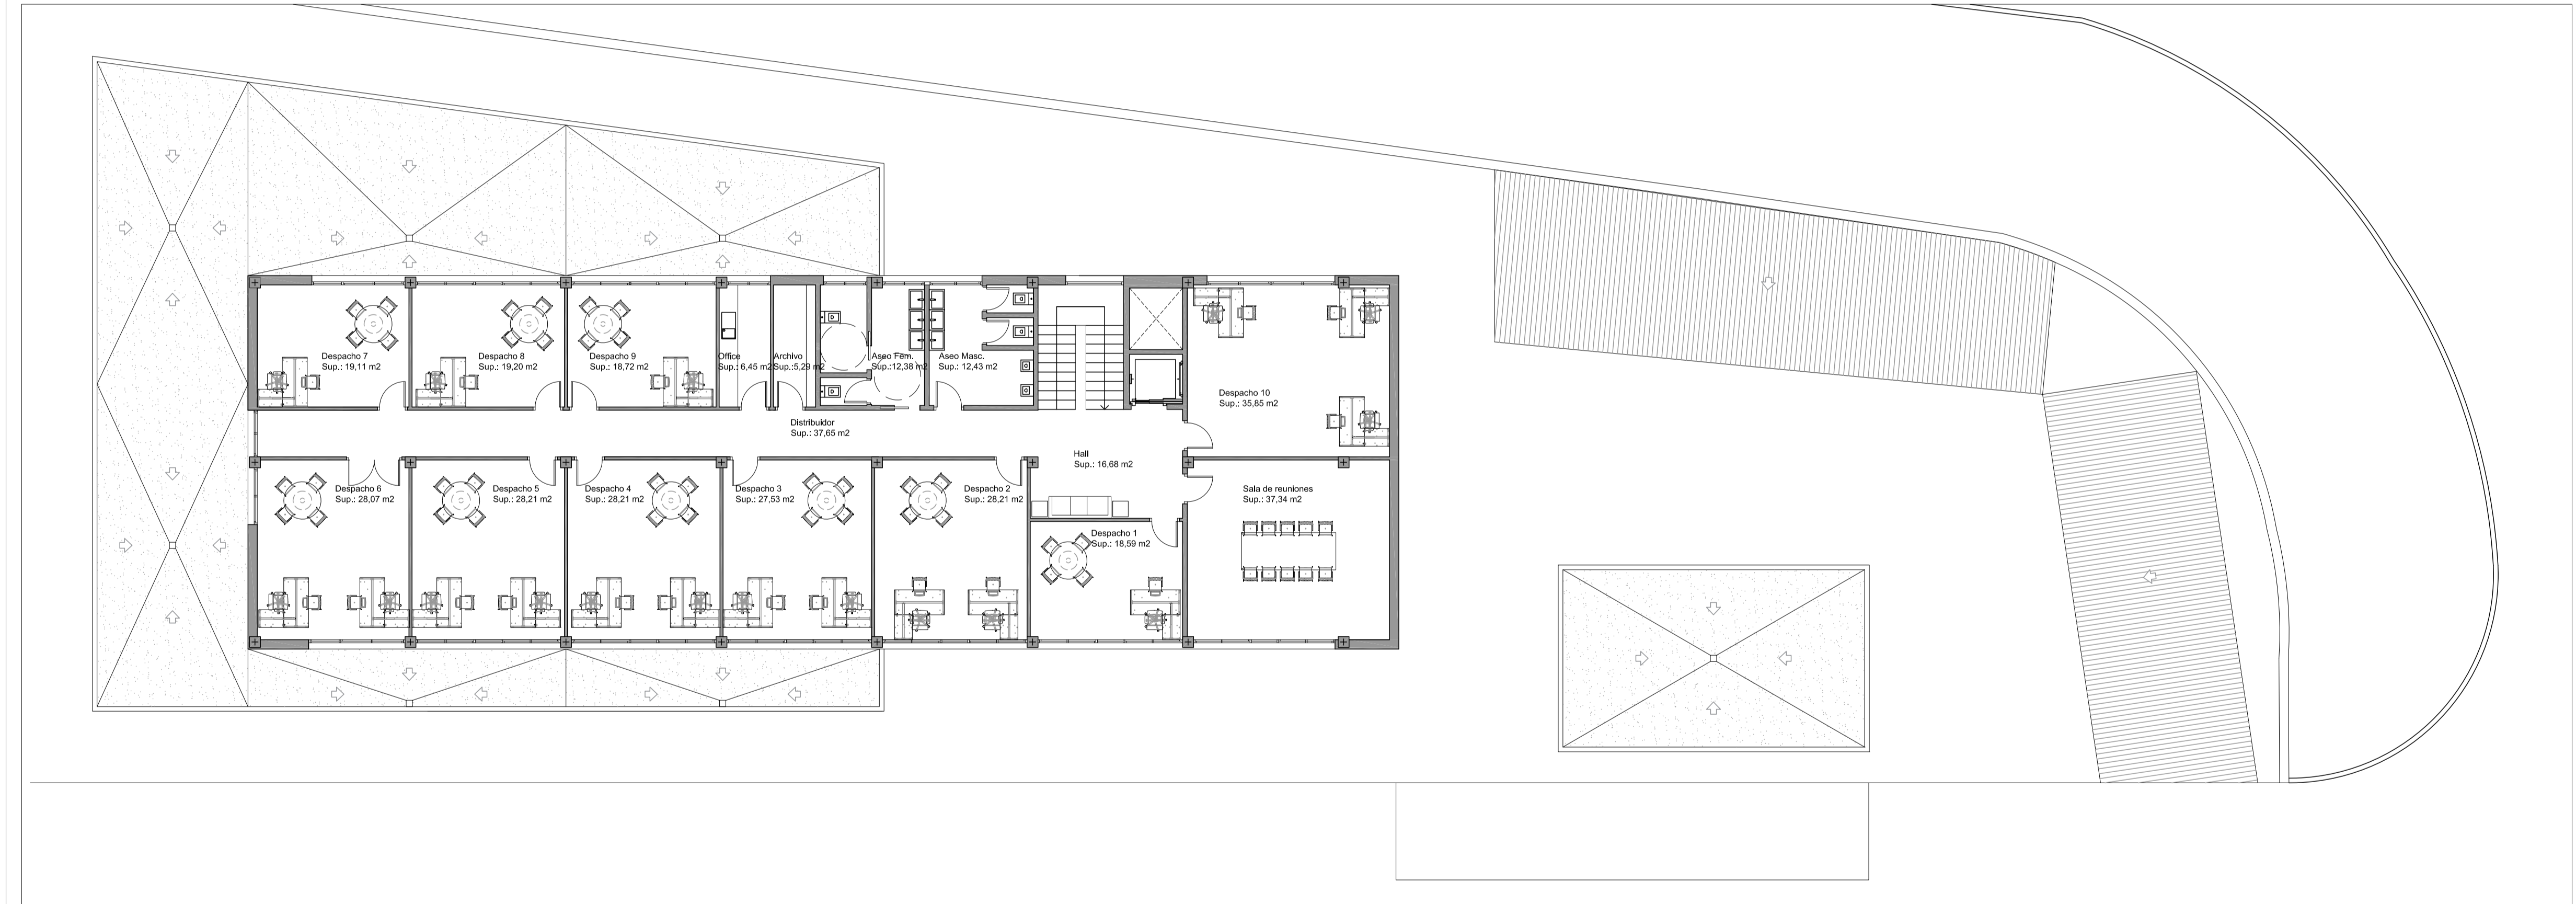 Despacho 7
Sup.: 19,11 m2
Despacho 8
Sup.: 19,20 m2
Despacho 9
Sup.: 18,72 m2
Office
Sup.: 6,45 m2
Archivo
Sup.:5,29 m2
Aseo Fem.
Sup.:12,38 m2
Aseo Masc.
Sup.: 12,43 m2
Despacho 10
Sup.: 35,85 m2
Distribuidor
Sup.: 37,65 m2
Hall
Sup.: 16,68 m2
Despacho 6
Sup.: 28,07 m2
Despacho 5
Sup.: 28,21 m2
Despacho 4
Sup.: 28,21 m2
Despacho 3
Sup.: 27,53 m2
Despacho 2
Sup.: 28,21 m2
Sala de reuniones
Sup.: 37,34 m2
Despacho 1
Sup.: 18,59 m2